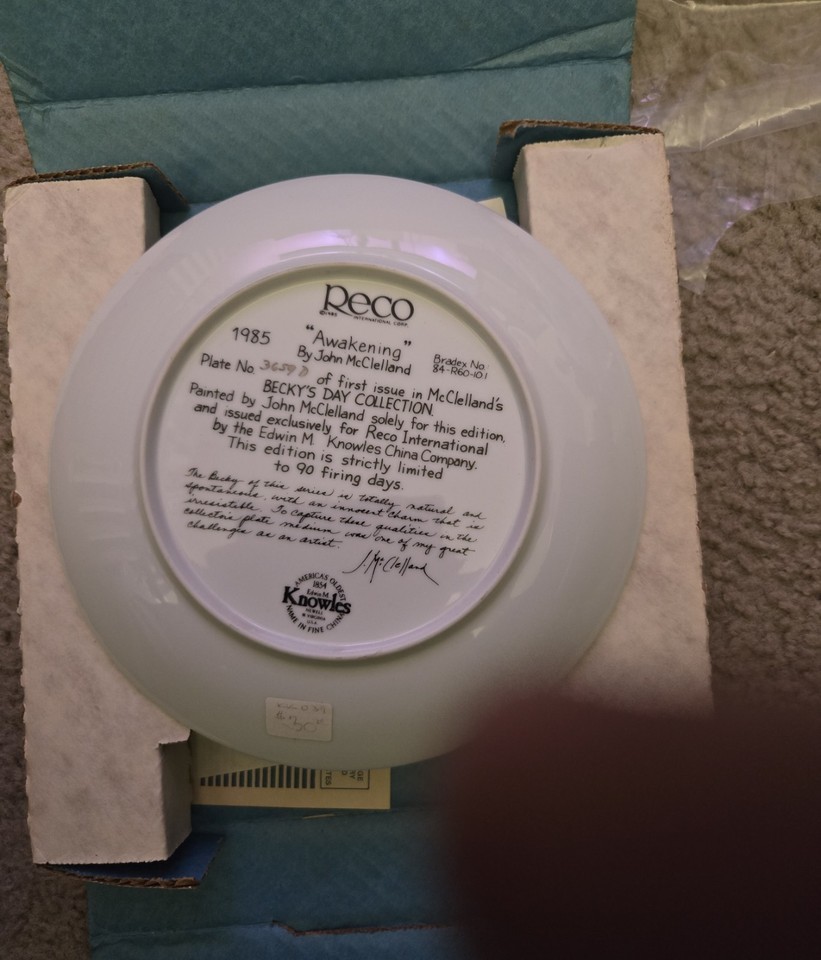 Reco
©1985 INTERNATIONAL CORP.
1985 "Awakening"
By John McClelland
Bradex No.
84-R60-10.1
Plate No. 3659 D of first issue in McClelland's
BECKY'S DAY COLLECTION.
Painted by John McClelland solely for this edition,
and issued exclusively for Reco International
by the Edwin M. Knowles China Company.
This edition is strictly limited
to 90 firing days.
The Becky of this series is totally natural and
spontaneous, with an innocent charm that is
irresistable. To capture these qualities in the
collector's plate medium was one of my great
challenges as an artist.
J. McClelland
AMERICA'S OLDEST
1854
Edwin M.
Knowles
NEWELL
W. VIRGINIA
U.S.A.
NAME IN FINE CHINA